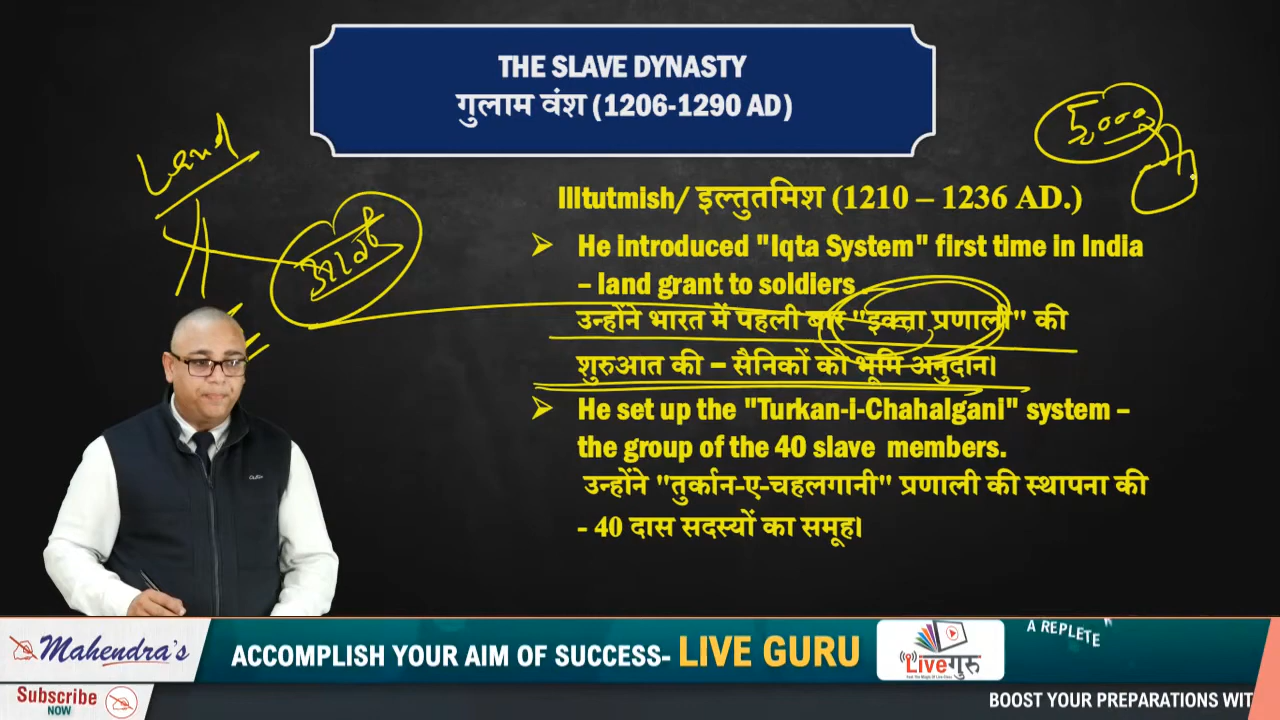 THE SLAVE DYNASTY
गुलाम वंश (1206-1290 AD)
Land
5000
Illtutmish/ इल्तुतमिश (1210 – 1236 AD.)
➤ He introduced "Iqta System" first time in India
– land grant to soldiers
उन्होंने भारत में पहली बार "इक्ता प्रणाली" की
शुरुआत की – सैनिकों को भूमि अनुदान।
➤ He set up the "Turkan-i-Chahalgani" system –
the group of the 40 slave members.
उन्होंने "तुर्कान-ए-चहलगानी" प्रणाली की स्थापना की
- 40 दास सदस्यों का समूह।
Mahendra's
ACCOMPLISH YOUR AIM OF SUCCESS- LIVE GURU
Liveगुरु
A REPLETE
Subscribe
NOW
BOOST YOUR PREPARATIONS WIT